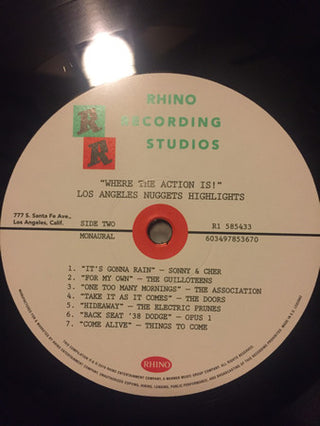 RHINO
RECORDING
STUDIOS
R
R
"WHERE THE ACTION IS!"
LOS ANGELES NUGGETS HIGHLIGHTS
777 S. Santa Fe Ave.,
Los Angeles, Calif.
SIDE TWO
MONAURAL
R1 585433
603497853670
1. "IT'S GONNA RAIN" — SONNY & CHER
2. "FOR MY OWN" — THE GUILLOTEENS
3. "ONE TOO MANY MORNINGS" — THE ASSOCIATION
4. "TAKE IT AS IT COMES" — THE DOORS
5. "HIDEAWAY" — THE ELECTRIC PRUNES
6. "BACK SEAT '38 DODGE" — OPUS 1
7. "COME ALIVE" — THINGS TO COME
RHINO